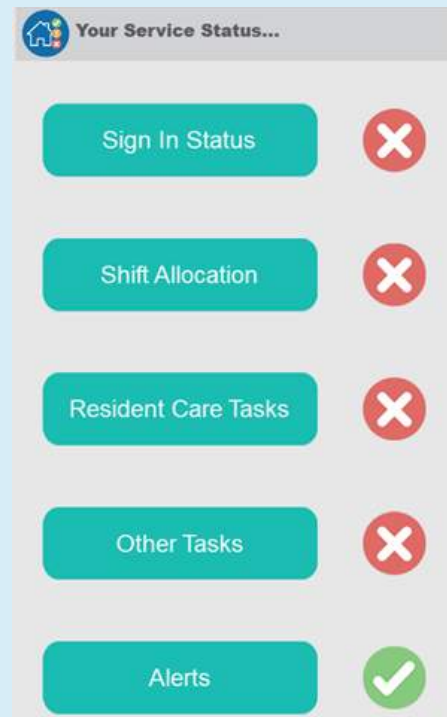 Your Service Status...
Sign In Status
Shift Allocation
Resident Care Tasks
Other Tasks
Alerts